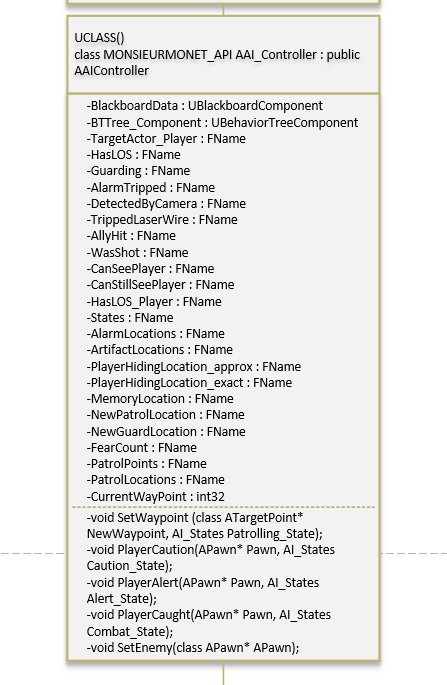 UCLASS()
class MONSIEURMONET_API AAI_Controller : public
AAIController
-BlackboardData : UBlackboardComponent
-BTTree_Component : UBehaviorTreeComponent
-TargetActor_Player : FName
-HasLOS : FName
-Guarding : FName
-AlarmTripped : FName
-DetectedByCamera : FName
-TrippedLaserWire : FName
-AllyHit : FName
-WasShot : FName
-CanSeePlayer : FName
-CanStillSeePlayer : FName
-HasLOS_Player : FName
-States : FName
-AlarmLocations : FName
-ArtifactLocations : FName
-PlayerHidingLocation_approx : FName
-PlayerHidingLocation_exact : FName
-MemoryLocation : FName
-NewPatrolLocation : FName
-NewGuardLocation : FName
-FearCount : FName
-PatrolPoints : FName
-PatrolLocations : FName
-CurrentWayPoint : int32
-void SetWaypoint (class ATargetPoint*
NewWaypoint, AI_States Patrolling_State);
-void PlayerCaution(APawn* Pawn, AI_States
Caution_State);
-void PlayerAlert(APawn* Pawn, AI_States
Alert_State);
-void PlayerCaught(APawn* Pawn, AI_States
Combat_State);
-void SetEnemy(class APawn* APawn);